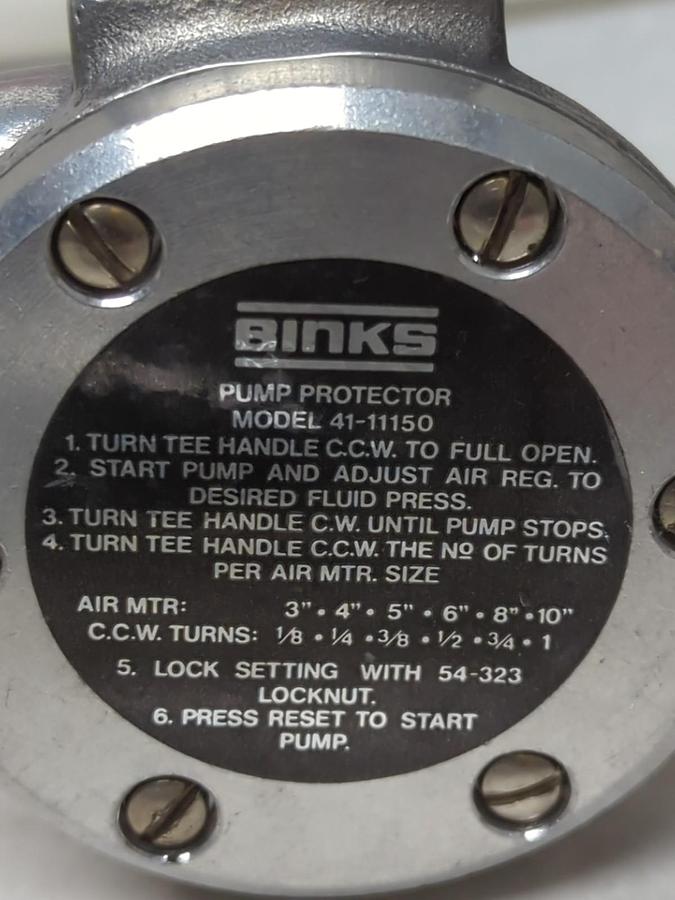 BINKS
PUMP PROTECTOR
MODEL 41-11150
1. TURN TEE HANDLE C.C.W. TO FULL OPEN.
2. START PUMP AND ADJUST AIR REG. TO
DESIRED FLUID PRESS.
3. TURN TEE HANDLE C.W. UNTIL PUMP STOPS.
4. TURN TEE HANDLE C.C.W. THE Nº OF TURNS
PER AIR MTR. SIZE
AIR MTR: 3" • 4" • 5" • 6" • 8" • 10"
C.C.W. TURNS: 1/8 • 1/4 • 3/8 • 1/2 • 3/4 • 1
5. LOCK SETTING WITH 54-323
LOCKNUT.
6. PRESS RESET TO START
PUMP.